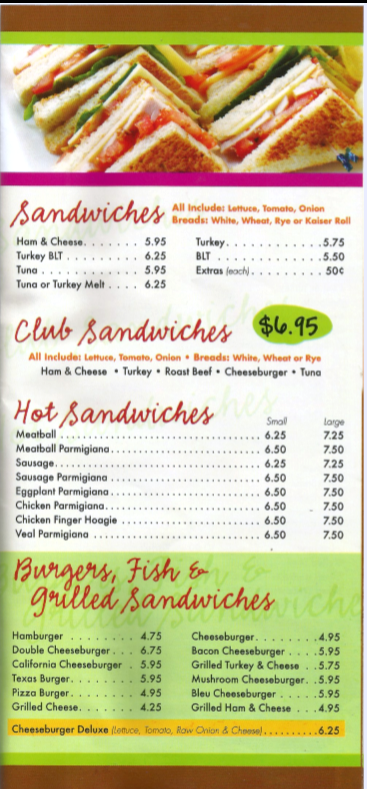 Sandwiches All Include: Lettuce, Tomato, Onion
Breads: White, Wheat, Rye or Kaiser Roll
Ham & Cheese. . . . . . . . 5.95
Turkey BLT . . . . . . . . . 6.25
Tuna . . . . . . . . . . . . 5.95
Tuna or Turkey Melt . . . . 6.25
Turkey. . . . . . . . . . . . . 5.75
BLT . . . . . . . . . . . . . . 5.50
Extras (each) . . . . . . . . . 50¢
Club Sandwiches $6.95
All Include: Lettuce, Tomato, Onion • Breads: White, Wheat or Rye
Ham & Cheese • Turkey • Roast Beef • Cheeseburger • Tuna
Hot Sandwiches Small Large
Meatball . . . . . . . . . . 6.25 7.25
Meatball Parmigiana. . . . . . . . . . 6.50 7.50
Sausage. . . . . . . . . . 6.25 7.25
Sausage Parmigiana . . . . . . . . . . 6.50 7.50
Eggplant Parmigiana. . . . . . . . . . 6.50 7.50
Chicken Parmigiana. . . . . . . . . . 6.50 7.50
Chicken Finger Hoagie . . . . . . . . . . 6.50 7.50
Veal Parmigiana . . . . . . . . . . 6.50 7.50
Burgers, Fish &
Grilled Sandwiches
Hamburger . . . . . . . . 4.75
Double Cheeseburger . . . 6.75
California Cheeseburger . 5.95
Texas Burger. . . . . . . . 5.95
Pizza Burger. . . . . . . . 4.95
Grilled Cheese. . . . . . . 4.25
Cheeseburger. . . . . . . . 4.95
Bacon Cheeseburger . . . . 5.95
Grilled Turkey & Cheese . . 5.75
Mushroom Cheeseburger. . 5.95
Bleu Cheeseburger . . . . . 5.95
Grilled Ham & Cheese . . . 4.95
Cheeseburger Deluxe (Lettuce, Tomato, Raw Onion & Cheese). . . . . . . . . . 6.25